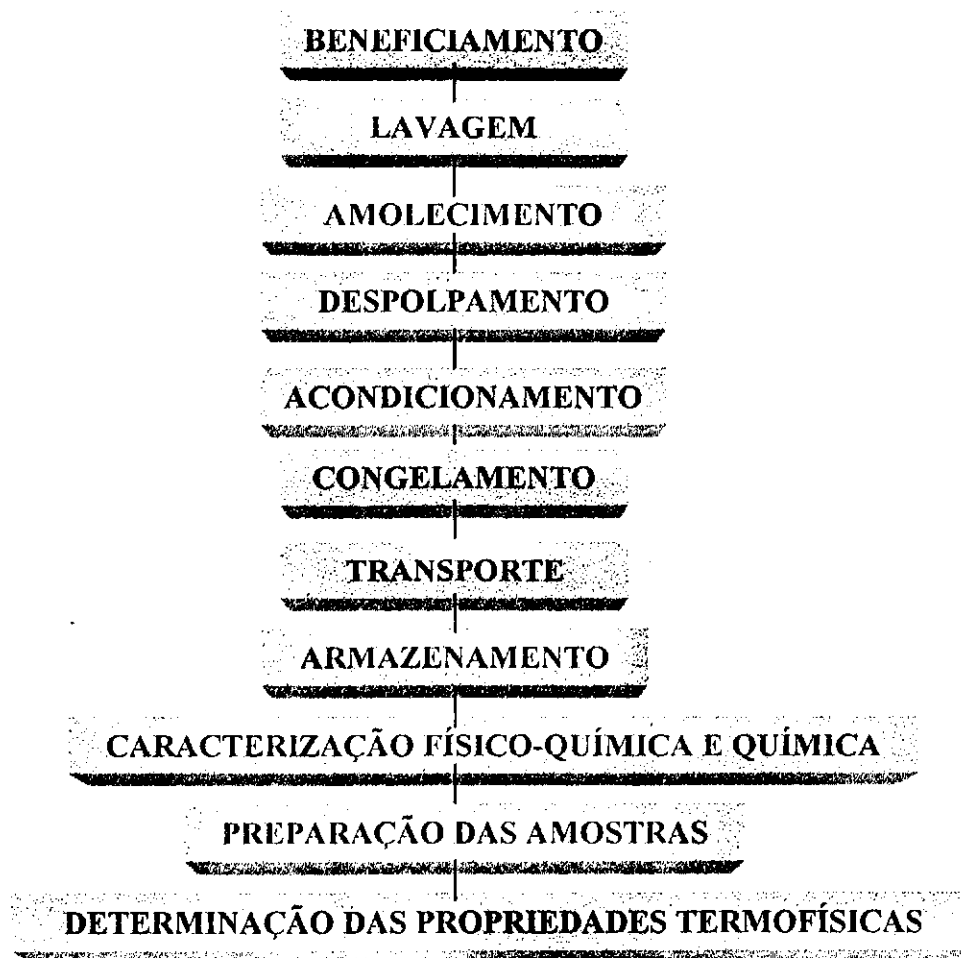 BENEFICIAMENTO
LAVAGEM
AMOLECIMENTO
DESPOLPAMENTO
ACONDICIONAMENTO
CONGELAMENTO
TRANSPORTE
ARMAZENAMENTO
CARACTERIZAÇÃO FÍSICO-QUÍMICA E QUÍMICA
PREPARAÇÃO DAS AMOSTRAS
DETERMINAÇÃO DAS PROPRIEDADES TERMOFÍSICAS